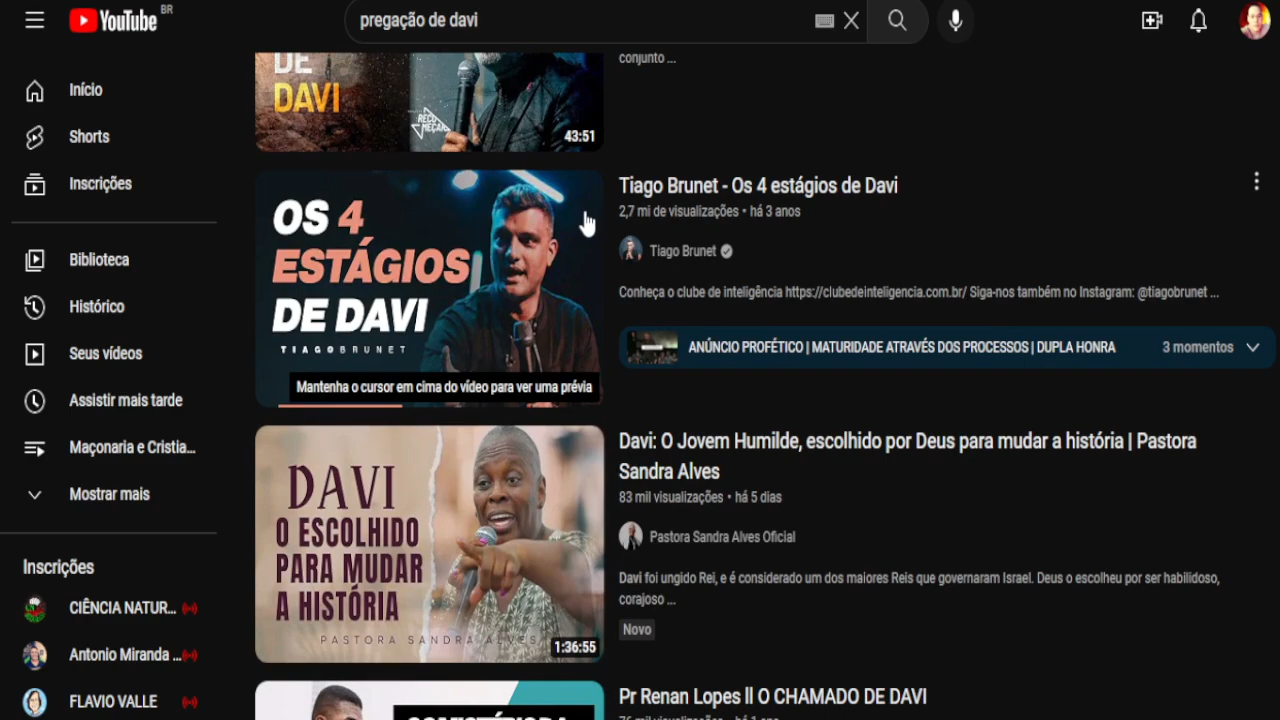 YouTube BR
pregação de davi
Início
Shorts
Inscrições
Biblioteca
Histórico
Seus vídeos
Assistir mais tarde
Maçonaria e Cristia...
Mostrar mais
Inscrições
CIÊNCIA NATUR...
Antonio Miranda ...
FLAVIO VALLE
DE
DAVI
RECO
MEÇAR
43:51
conjunto ...
OS 4
ESTÁGIOS
DE DAVI
TIAGOBRUNET
Mantenha o cursor em cima do vídeo para ver uma prévia
Tiago Brunet - Os 4 estágios de Davi
2,7 mi de visualizações • há 3 anos
Tiago Brunet
Conheça o clube de inteligência https://clubedeinteligencia.com.br/ Siga-nos também no Instagram: @tiagobrunet ...
ANÚNCIO PROFÉTICO | MATURIDADE ATRAVÉS DOS PROCESSOS | DUPLA HONRA
3 momentos
DAVI
O ESCOLHIDO
PARA MUDAR
A HISTÓRIA
PASTORA SANDRA ALVES
1:36:55
Davi: O Jovem Humilde, escolhido por Deus para mudar a história | Pastora
Sandra Alves
83 mil visualizações • há 5 dias
Pastora Sandra Alves Oficial
Davi foi ungido Rei, e é considerado um dos maiores Reis que governaram Israel. Deus o escolheu por ser habilidoso,
corajoso ...
Novo
Pr Renan Lopes ll O CHAMADO DE DAVI